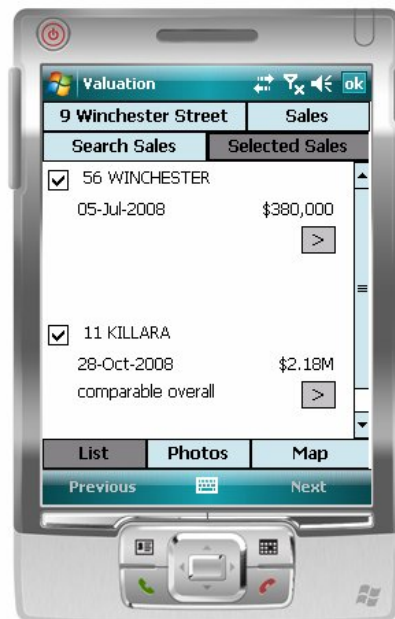 Valuation ok
9 Winchester Street Sales
Search Sales Selected Sales
56 WINCHESTER
05-Jul-2008 $380,000
>
11 KILLARA
28-Oct-2008 $2.18M
comparable overall >
List Photos Map
Previous Next